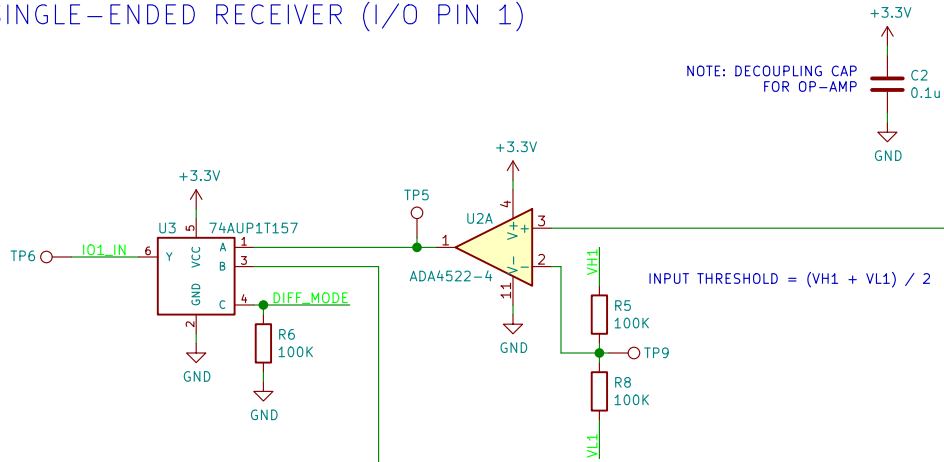 SINGLE-ENDED RECEIVER (I/O PIN 1)
+3.3V
NOTE: DECOUPLING CAP
FOR OP-AMP
C2
0.1u
GND
+3.3V
TP5
4
U2A
V+
+
3
1
-
2
V-
ADA4522-4
11
GND
+3.3V
5
U3
74AUP1T157
TP6
IO1_IN
6
Y
VCC
A
1
B
3
GND
C
4
DIFF_MODE
2
GND
R6
100K
GND
VH1
INPUT THRESHOLD = (VH1 + VL1) / 2
R5
100K
TP9
R8
100K
VL1